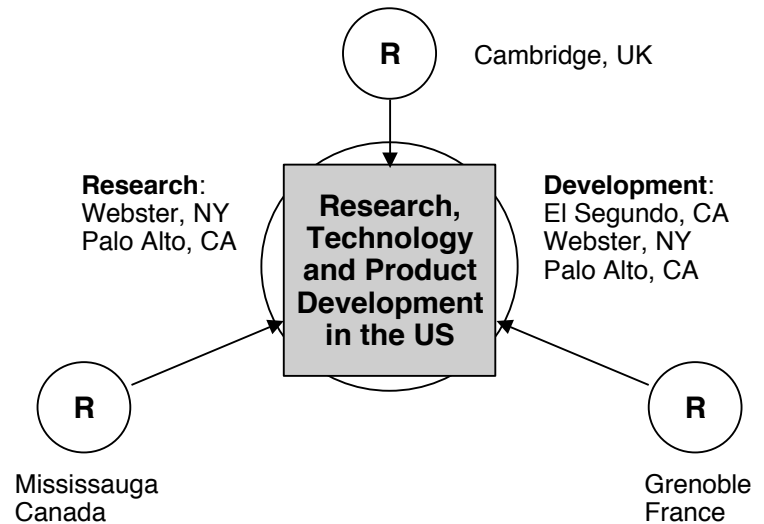 R
Cambridge, UK
Research:
Webster, NY
Palo Alto, CA
Research,
Technology
and Product
Development
in the US
Development:
El Segundo, CA
Webster, NY
Palo Alto, CA
R
Mississauga
Canada
R
Grenoble
France